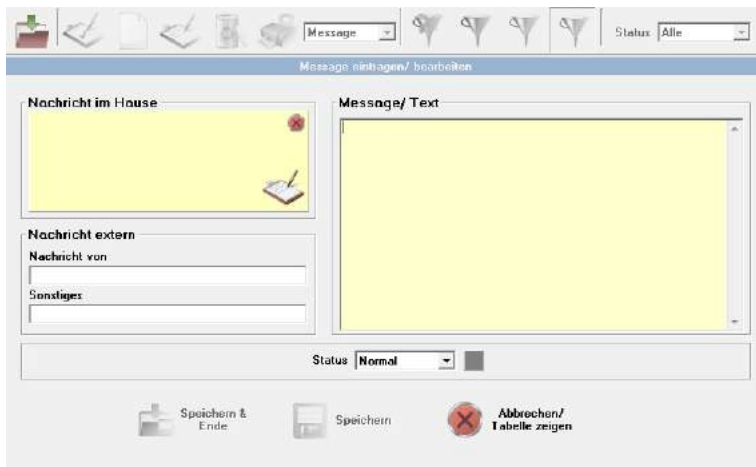 Message
Status Alle
Message eintragen/ bearbeiten
Nachricht im Hause
Message/ Text
Nachricht extern
Nachricht von
Sonstiges
Status Normal
Speichern &
Ende
Speichern
Abbrechen/
Tabelle zeigen